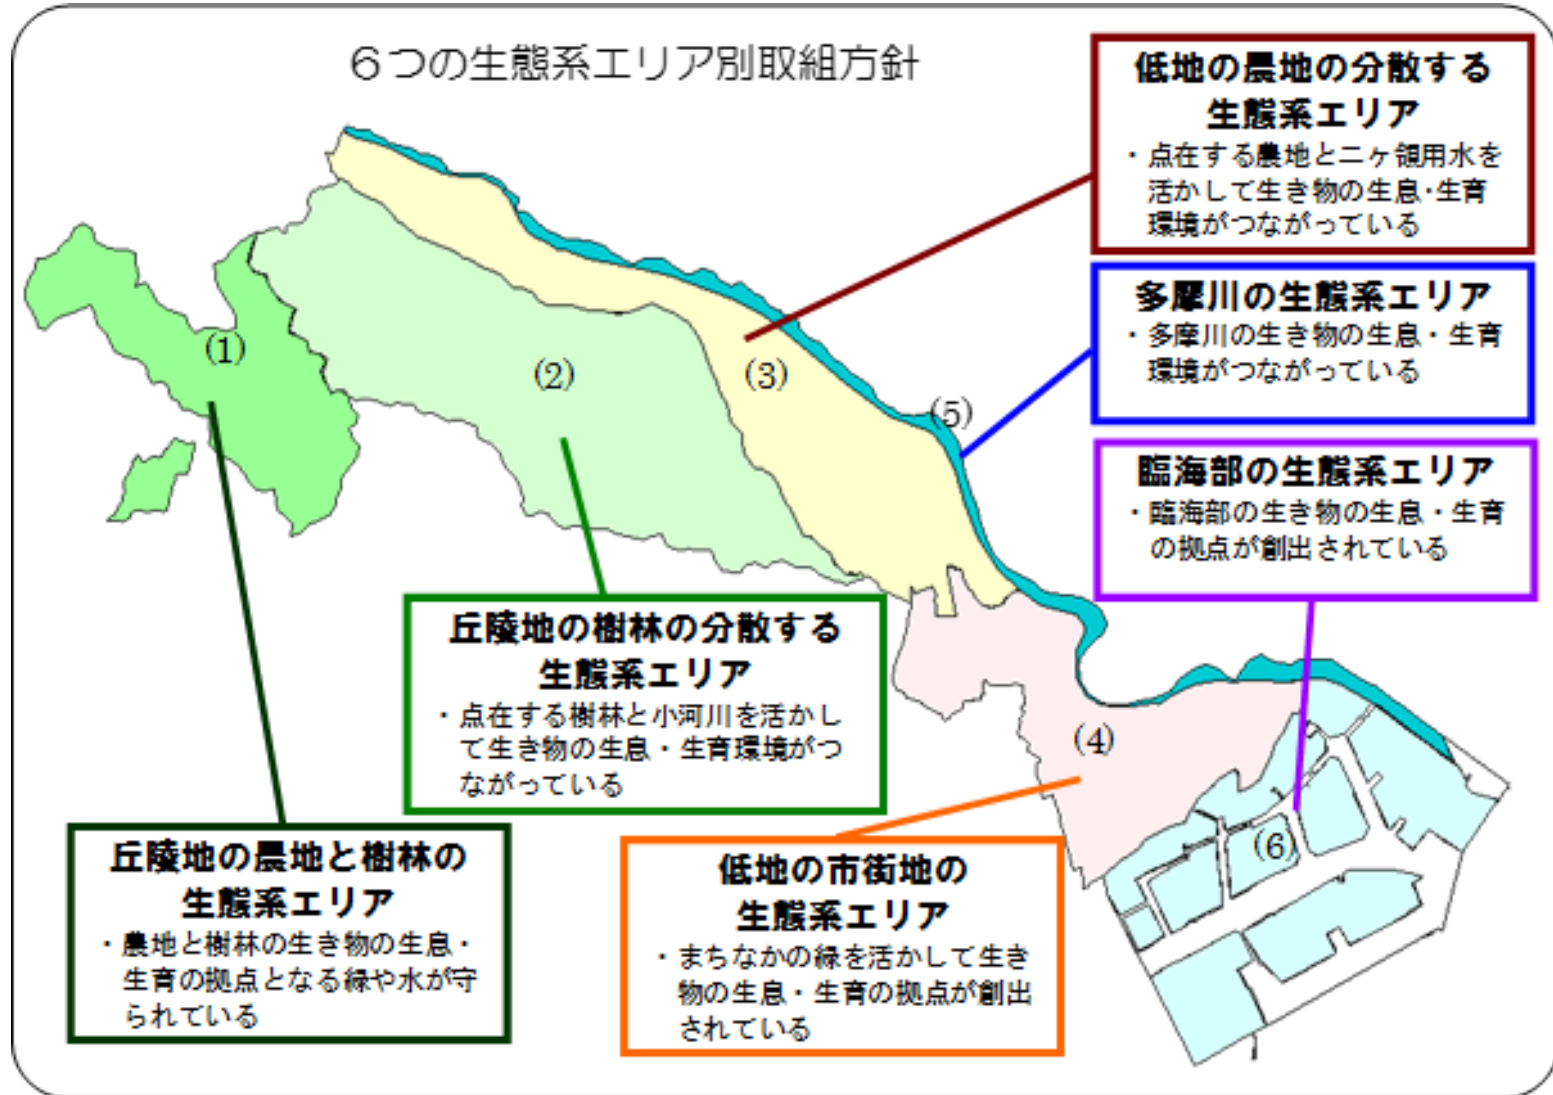 6つの生態系エリア別取組方針
低地の農地の分散する
生態系エリア
・点在する農地と二ヶ領用水を
活かして生き物の生息・生育
環境がつながっている
多摩川の生態系エリア
・多摩川の生き物の生息・生育
環境がつながっている
臨海部の生態系エリア
・臨海部の生き物の生息・生育
の拠点が創出されている
(1)
(2)
(3)
(5)
(4)
(6)
丘陵地の樹林の分散する
生態系エリア
・点在する樹林と小河川を活かし
て生き物の生息・生育環境がつ
ながっている
丘陵地の農地と樹林の
生態系エリア
・農地と樹林の生き物の生息・
生育の拠点となる緑や水が守
られている
低地の市街地の
生態系エリア
・まちなかの緑を活かして生き
物の生息・生育の拠点が創出
されている